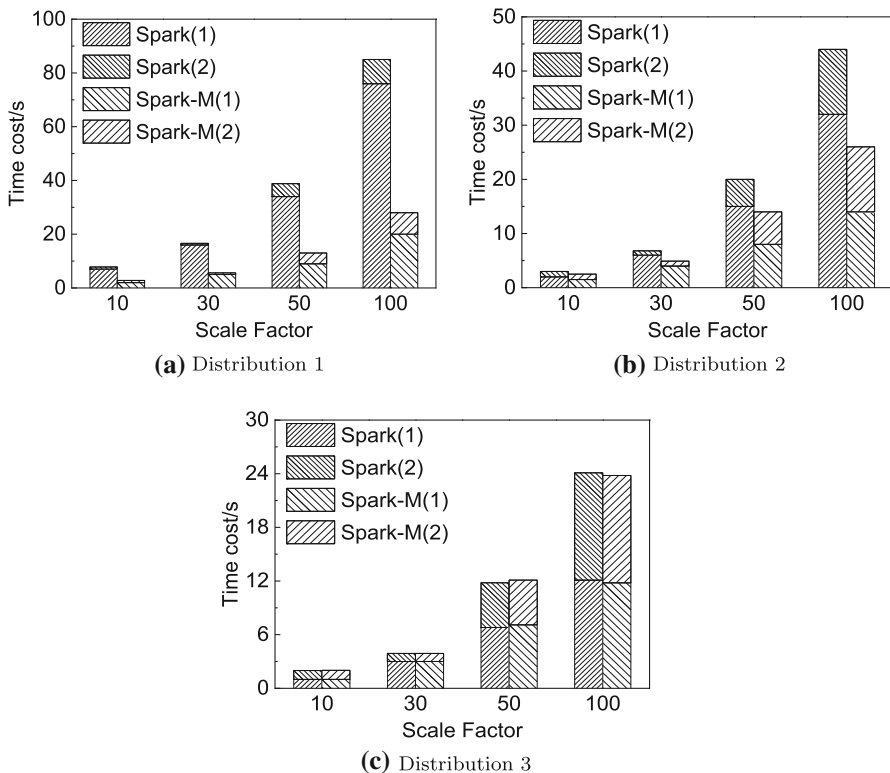 100
80
60
40
20
0
Time cost/s
Spark(1)
Spark(2)
Spark-M(1)
Spark-M(2)
10 30 50 100
Scale Factor
(a) Distribution 1
50
40
30
20
10
0
Time cost/s
Spark(1)
Spark(2)
Spark-M(1)
Spark-M(2)
10 30 50 100
Scale Factor
(b) Distribution 2
30
24
18
12
6
0
Time cost/s
Spark(1)
Spark(2)
Spark-M(1)
Spark-M(2)
10 30 50 100
Scale Factor
(c) Distribution 3